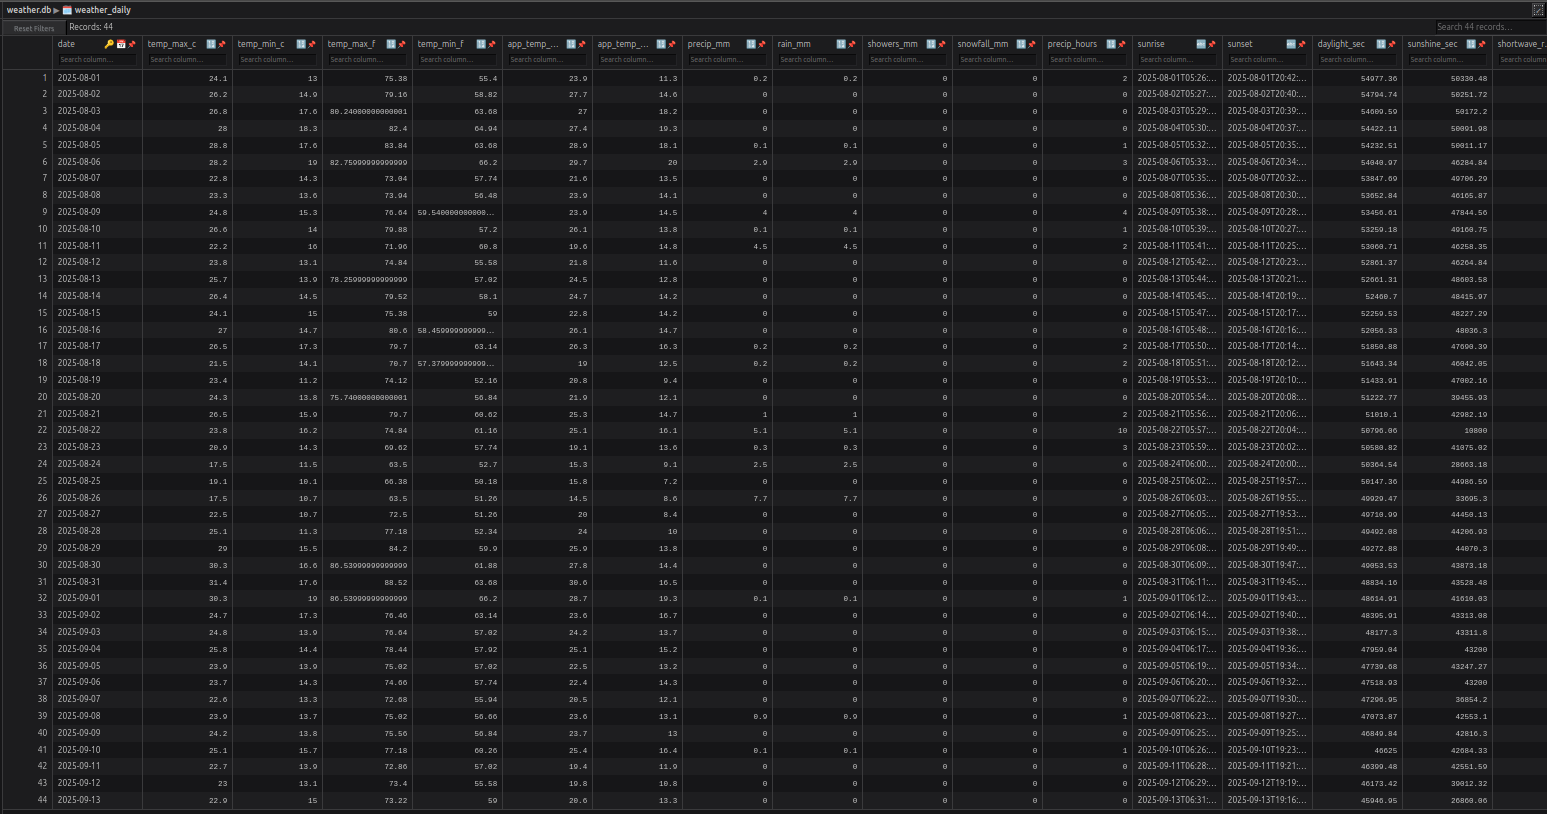 weather.db ▶ weather_daily
Reset Filters Records: 44 Search 44 records...
date temp_max_c temp_min_c temp_max_f temp_min_f app_temp_... app_temp_... precip_mm rain_mm showers_mm snowfall_mm precip_hours sunrise sunset daylight_sec sunshine_sec shortwave_r...
Search column... Search column... Search column... Search column... Search column... Search column... Search column... Search column... Search column... Search column... Search column... Search column... Search column... Search column... Search column... Search column... Search colum
1 2025-08-01 24.1 13 75.38 55.4 23.9 11.3 0.2 0.2 0 0 2 2025-08-01T05:26:... 2025-08-01T20:42:... 54977.36 50330.48
2 2025-08-02 26.2 14.9 79.16 58.82 27.7 14.6 0 0 0 0 0 2025-08-02T05:27:... 2025-08-02T20:40:... 54794.74 50251.72
3 2025-08-03 26.8 17.6 80.24000000000001 63.68 27 18.2 0 0 0 0 0 2025-08-03T05:29:... 2025-08-03T20:39:... 54609.59 50172.2
4 2025-08-04 28 18.3 82.4 64.94 27.4 19.3 0 0 0 0 0 2025-08-04T05:30:... 2025-08-04T20:37:... 54422.11 50091.98
5 2025-08-05 28.8 17.6 83.84 63.68 28.9 18.1 0.1 0.1 0 0 1 2025-08-05T05:32:... 2025-08-05T20:35:... 54232.51 50011.17
6 2025-08-06 28.2 19 82.75999999999999 66.2 29.7 20 2.9 2.9 0 0 3 2025-08-06T05:33:... 2025-08-06T20:34:... 54040.97 46284.84
7 2025-08-07 22.8 14.3 73.04 57.74 21.6 13.5 0 0 0 0 0 2025-08-07T05:35:... 2025-08-07T20:32:... 53847.69 49706.29
8 2025-08-08 23.3 13.6 73.94 56.48 23.9 14.1 0 0 0 0 0 2025-08-08T05:36:... 2025-08-08T20:30:... 53652.84 46165.87
9 2025-08-09 24.8 15.3 76.64 59.540000000000... 23.9 14.5 4 4 0 0 4 2025-08-09T05:38:... 2025-08-09T20:28:... 53456.61 47844.56
10 2025-08-10 26.6 14 79.88 57.2 26.1 13.8 0.1 0.1 0 0 1 2025-08-10T05:39:... 2025-08-10T20:27:... 53259.18 49160.75
11 2025-08-11 22.2 16 71.96 60.8 19.6 14.8 4.5 4.5 0 0 2 2025-08-11T05:41:... 2025-08-11T20:25:... 53060.71 46258.35
12 2025-08-12 23.8 13.1 74.84 55.58 21.8 11.6 0 0 0 0 0 2025-08-12T05:42:... 2025-08-12T20:23:... 52861.37 46264.84
13 2025-08-13 25.7 13.9 78.25999999999999 57.02 24.5 12.8 0 0 0 0 0 2025-08-13T05:44:... 2025-08-13T20:21:... 52661.31 48603.58
14 2025-08-14 26.4 14.5 79.52 58.1 24.7 14.2 0 0 0 0 0 2025-08-14T05:45:... 2025-08-14T20:19:... 52460.7 48415.97
15 2025-08-15 24.1 15 75.38 59 22.8 14.2 0 0 0 0 0 2025-08-15T05:47:... 2025-08-15T20:17:... 52259.53 48227.29
16 2025-08-16 27 14.7 80.6 58.459999999999... 26.1 14.7 0 0 0 0 0 2025-08-16T05:48:... 2025-08-16T20:16:... 52056.33 48036.3
17 2025-08-17 26.5 17.3 79.7 63.14 26.3 16.3 0.2 0.2 0 0 2 2025-08-17T05:50:... 2025-08-17T20:14:... 51850.88 47690.39
18 2025-08-18 21.5 14.1 70.7 57.379999999999... 19 12.5 0.2 0.2 0 0 2 2025-08-18T05:51:... 2025-08-18T20:12:... 51643.34 46042.05
19 2025-08-19 23.4 11.2 74.12 52.16 20.8 9.4 0 0 0 0 0 2025-08-19T05:53:... 2025-08-19T20:10:... 51433.91 47002.16
20 2025-08-20 24.3 13.8 75.74000000000001 56.84 21.9 12.1 0 0 0 0 0 2025-08-20T05:54:... 2025-08-20T20:08:... 51222.77 39455.93
21 2025-08-21 26.5 15.9 79.7 60.62 25.3 14.7 1 1 0 0 2 2025-08-21T05:56:... 2025-08-21T20:06:... 51010.1 42982.19
22 2025-08-22 23.8 16.2 74.84 61.16 25.1 16.1 5.1 5.1 0 0 10 2025-08-22T05:57:... 2025-08-22T20:04:... 50796.06 10800
23 2025-08-23 20.9 14.3 69.62 57.74 19.1 13.6 0.3 0.3 0 0 3 2025-08-23T05:59:... 2025-08-23T20:02:... 50580.82 41075.02
24 2025-08-24 17.5 11.5 63.5 52.7 15.3 9.1 2.5 2.5 0 0 6 2025-08-24T06:00:... 2025-08-24T20:00:... 50364.54 28663.18
25 2025-08-25 19.1 10.1 66.38 50.18 15.8 7.2 0 0 0 0 0 2025-08-25T06:02:... 2025-08-25T19:57:... 50147.36 44986.59
26 2025-08-26 17.5 10.7 63.5 51.26 14.5 8.6 7.7 7.7 0 0 9 2025-08-26T06:03:... 2025-08-26T19:55:... 49929.47 33695.3
27 2025-08-27 22.5 10.7 72.5 51.26 20 8.4 0 0 0 0 0 2025-08-27T06:05:... 2025-08-27T19:53:... 49710.99 44450.13
28 2025-08-28 25.1 11.3 77.18 52.34 24 10 0 0 0 0 0 2025-08-28T06:06:... 2025-08-28T19:51:... 49492.08 44206.93
29 2025-08-29 29 15.5 84.2 59.9 25.9 13.8 0 0 0 0 0 2025-08-29T06:08:... 2025-08-29T19:49:... 49272.88 44070.3
30 2025-08-30 30.3 16.6 86.53999999999999 61.88 27.8 14.4 0 0 0 0 0 2025-08-30T06:09:... 2025-08-30T19:47:... 49053.53 43873.18
31 2025-08-31 31.4 17.6 88.52 63.68 30.6 16.5 0 0 0 0 0 2025-08-31T06:11:... 2025-08-31T19:45:... 48834.16 43528.48
32 2025-09-01 30.3 19 86.53999999999999 66.2 28.7 19.3 0.1 0.1 0 0 1 2025-09-01T06:12:... 2025-09-01T19:43:... 48614.91 41610.03
33 2025-09-02 24.7 17.3 76.46 63.14 23.6 16.7 0 0 0 0 0 2025-09-02T06:14:... 2025-09-02T19:40:... 48395.91 43313.08
34 2025-09-03 24.8 13.9 76.64 57.02 24.2 13.7 0 0 0 0 0 2025-09-03T06:15:... 2025-09-03T19:38:... 48177.3 43311.8
35 2025-09-04 25.8 14.4 78.44 57.92 25.1 15.2 0 0 0 0 0 2025-09-04T06:17:... 2025-09-04T19:36:... 47959.04 43200
36 2025-09-05 23.9 13.9 75.02 57.02 22.5 13.2 0 0 0 0 0 2025-09-05T06:19:... 2025-09-05T19:34:... 47739.68 43247.27
37 2025-09-06 23.7 14.3 74.66 57.74 22.4 14.3 0 0 0 0 0 2025-09-06T06:20:... 2025-09-06T19:32:... 47518.93 43200
38 2025-09-07 22.6 13.3 72.68 55.94 20.5 12.1 0 0 0 0 0 2025-09-07T06:22:... 2025-09-07T19:30:... 47296.95 36854.2
39 2025-09-08 23.9 13.7 75.02 56.66 23.6 13.1 0.9 0.9 0 0 1 2025-09-08T06:23:... 2025-09-08T19:27:... 47073.87 42553.1
40 2025-09-09 24.2 13.8 75.56 56.84 23.7 13 0 0 0 0 0 2025-09-09T06:25:... 2025-09-09T19:25:... 46849.84 42816.3
41 2025-09-10 25.1 15.7 77.18 60.26 25.4 16.4 0.1 0.1 0 0 1 2025-09-10T06:26:... 2025-09-10T19:23:... 46625 42684.33
42 2025-09-11 22.7 13.9 72.86 57.02 19.4 11.9 0 0 0 0 0 2025-09-11T06:28:... 2025-09-11T19:21:... 46399.48 42551.59
43 2025-09-12 23 13.1 73.4 55.58 19.8 10.8 0 0 0 0 0 2025-09-12T06:29:... 2025-09-12T19:19:... 46173.42 39012.32
44 2025-09-13 22.9 15 73.22 59 20.6 13.3 0 0 0 0 0 2025-09-13T06:31:... 2025-09-13T19:16:... 45946.95 26860.06